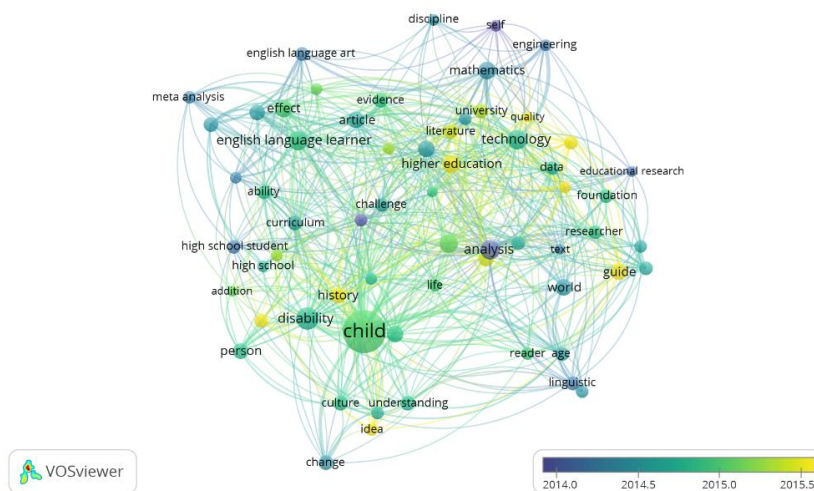 self
discipline
engineering
english language art
mathematics
meta analysis
evidence
effect
university
quality
article
literature
english language learner
technology
higher education
data
educational research
ability
foundation
challenge
curriculum
researcher
high school student
analysis
text
high school
guide
life
world
addition
history
disability
child
person
reader
age
linguistic
culture
understanding
idea
change
VOSviewer
2014.0
2014.5
2015.0
2015.5